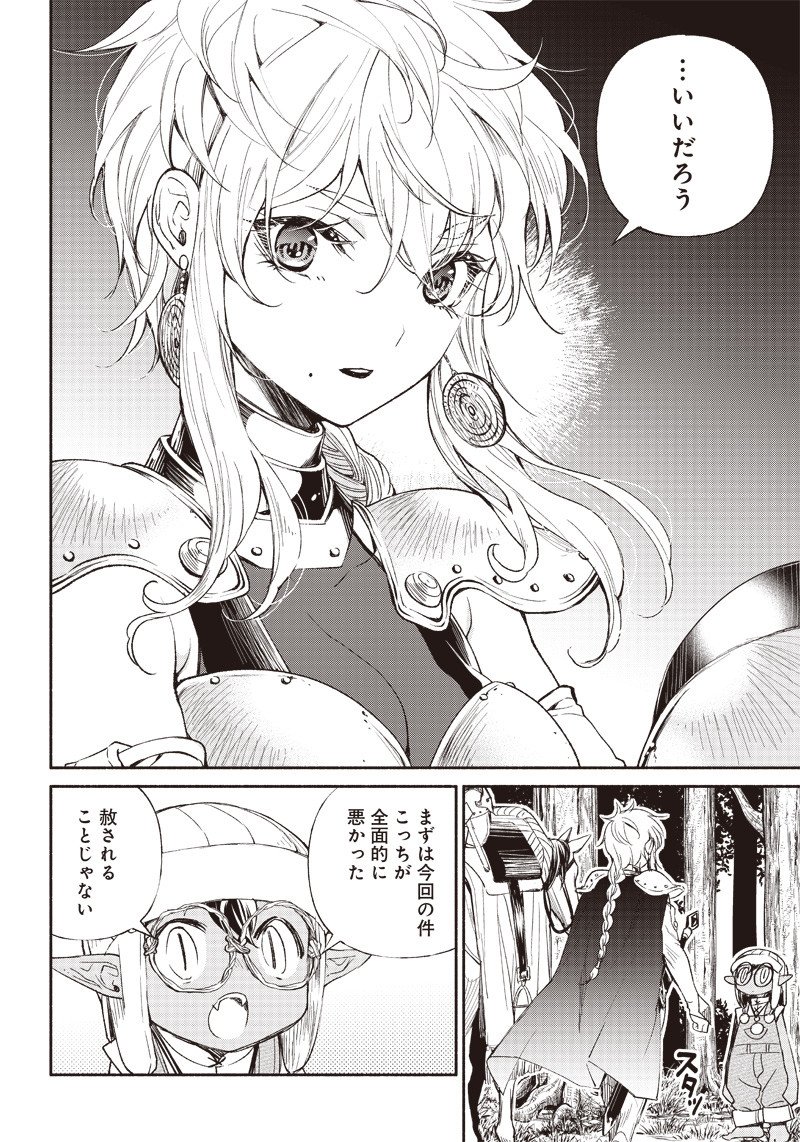 …いいだろう
スタッ
まずは今回の件
こっちが
全面的に
悪かった
赦される
ことじゃない